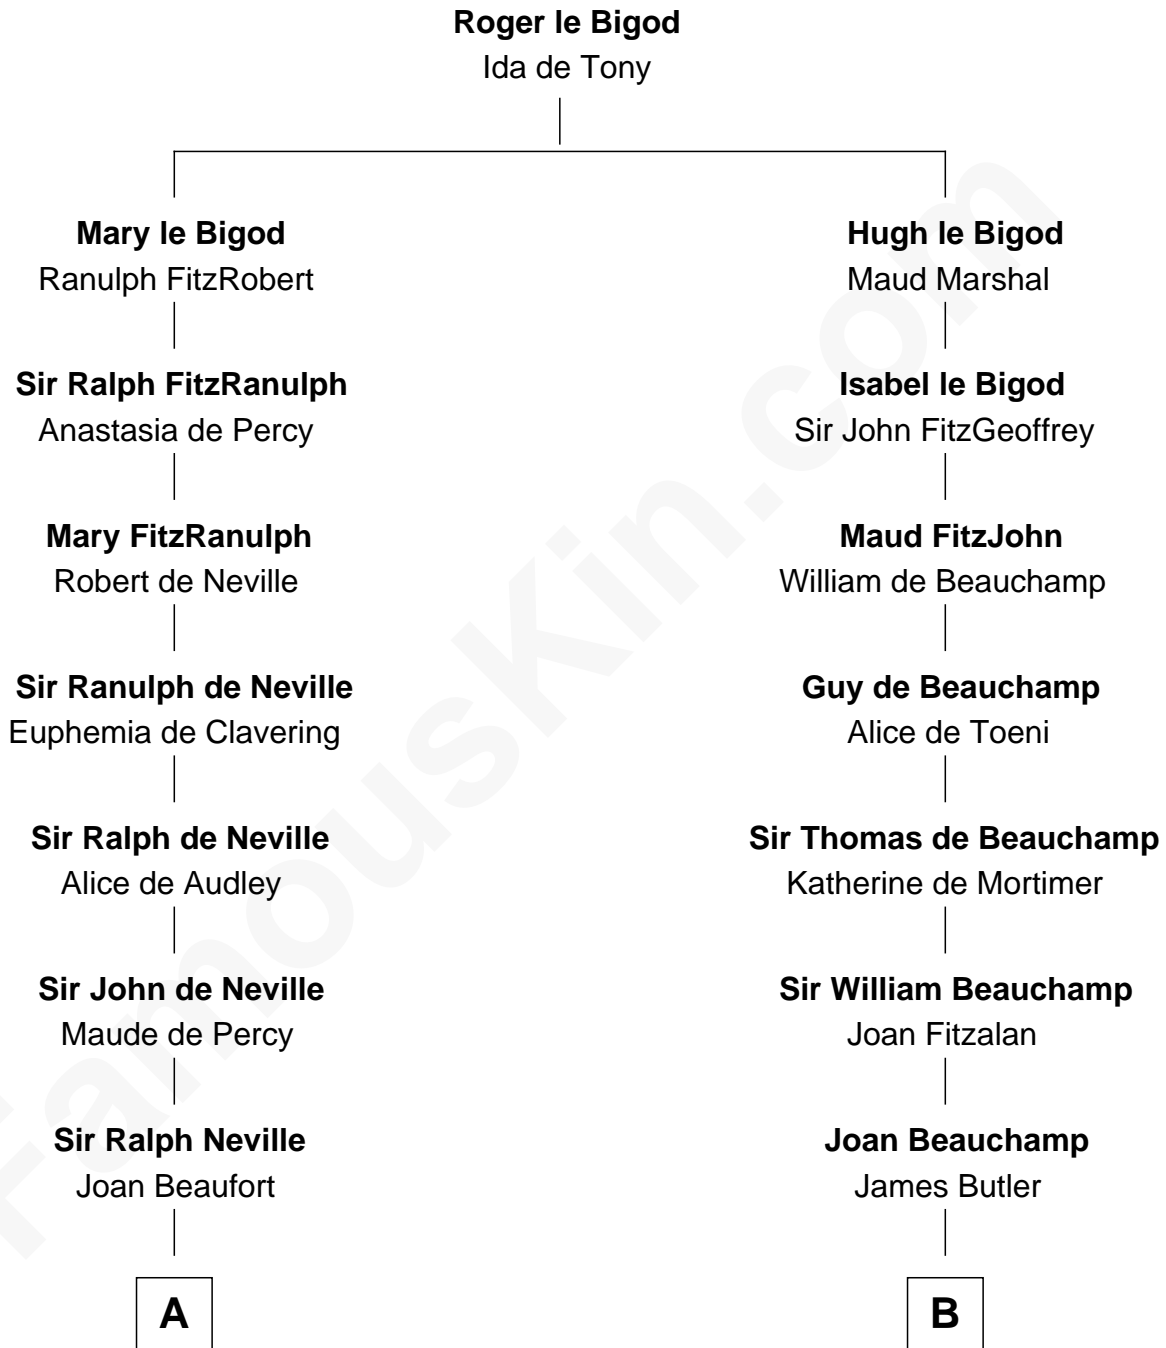 Roger le Bigod
Ida de Tony
Mary le Bigod
Ranulph FitzRobert
Hugh le Bigod
Maud Marshal
Sir Ralph FitzRanulph
Anastasia de Percy
Isabel le Bigod
Sir John FitzGeoffrey
Mary FitzRanulph
Robert de Neville
Maud FitzJohn
William de Beauchamp
Sir Ranulph de Neville
Euphemia de Clavering
Guy de Beauchamp
Alice de Toeni
Sir Ralph de Neville
Alice de Audley
Sir Thomas de Beauchamp
Katherine de Mortimer
Sir John de Neville
Maude de Percy
Sir William Beauchamp
Joan Fitzalan
Sir Ralph Neville
Joan Beaufort
Joan Beauchamp
James Butler
A
B
FamousKin.com